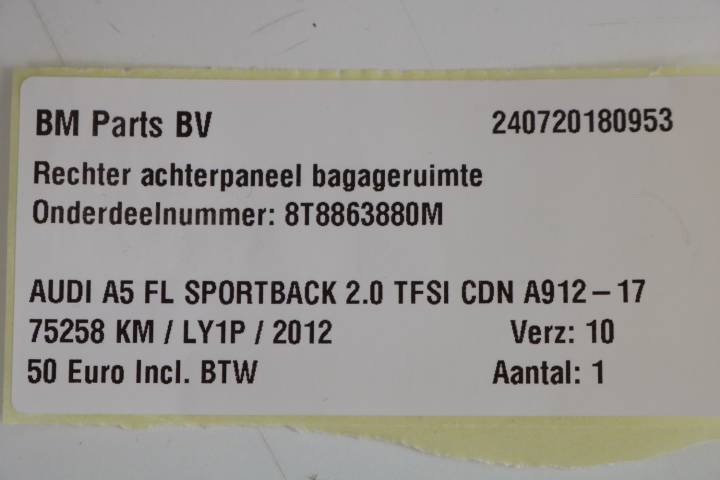 BM Parts BV 240720180953
Rechter achterpaneel bagageruimte
Onderdeelnummer: 8T8863880M
AUDI A5 FL SPORTBACK 2.0 TFSI CDN A912-17
75258 KM / LY1P / 2012 Verz: 10
50 Euro Incl. BTW Aantal: 1